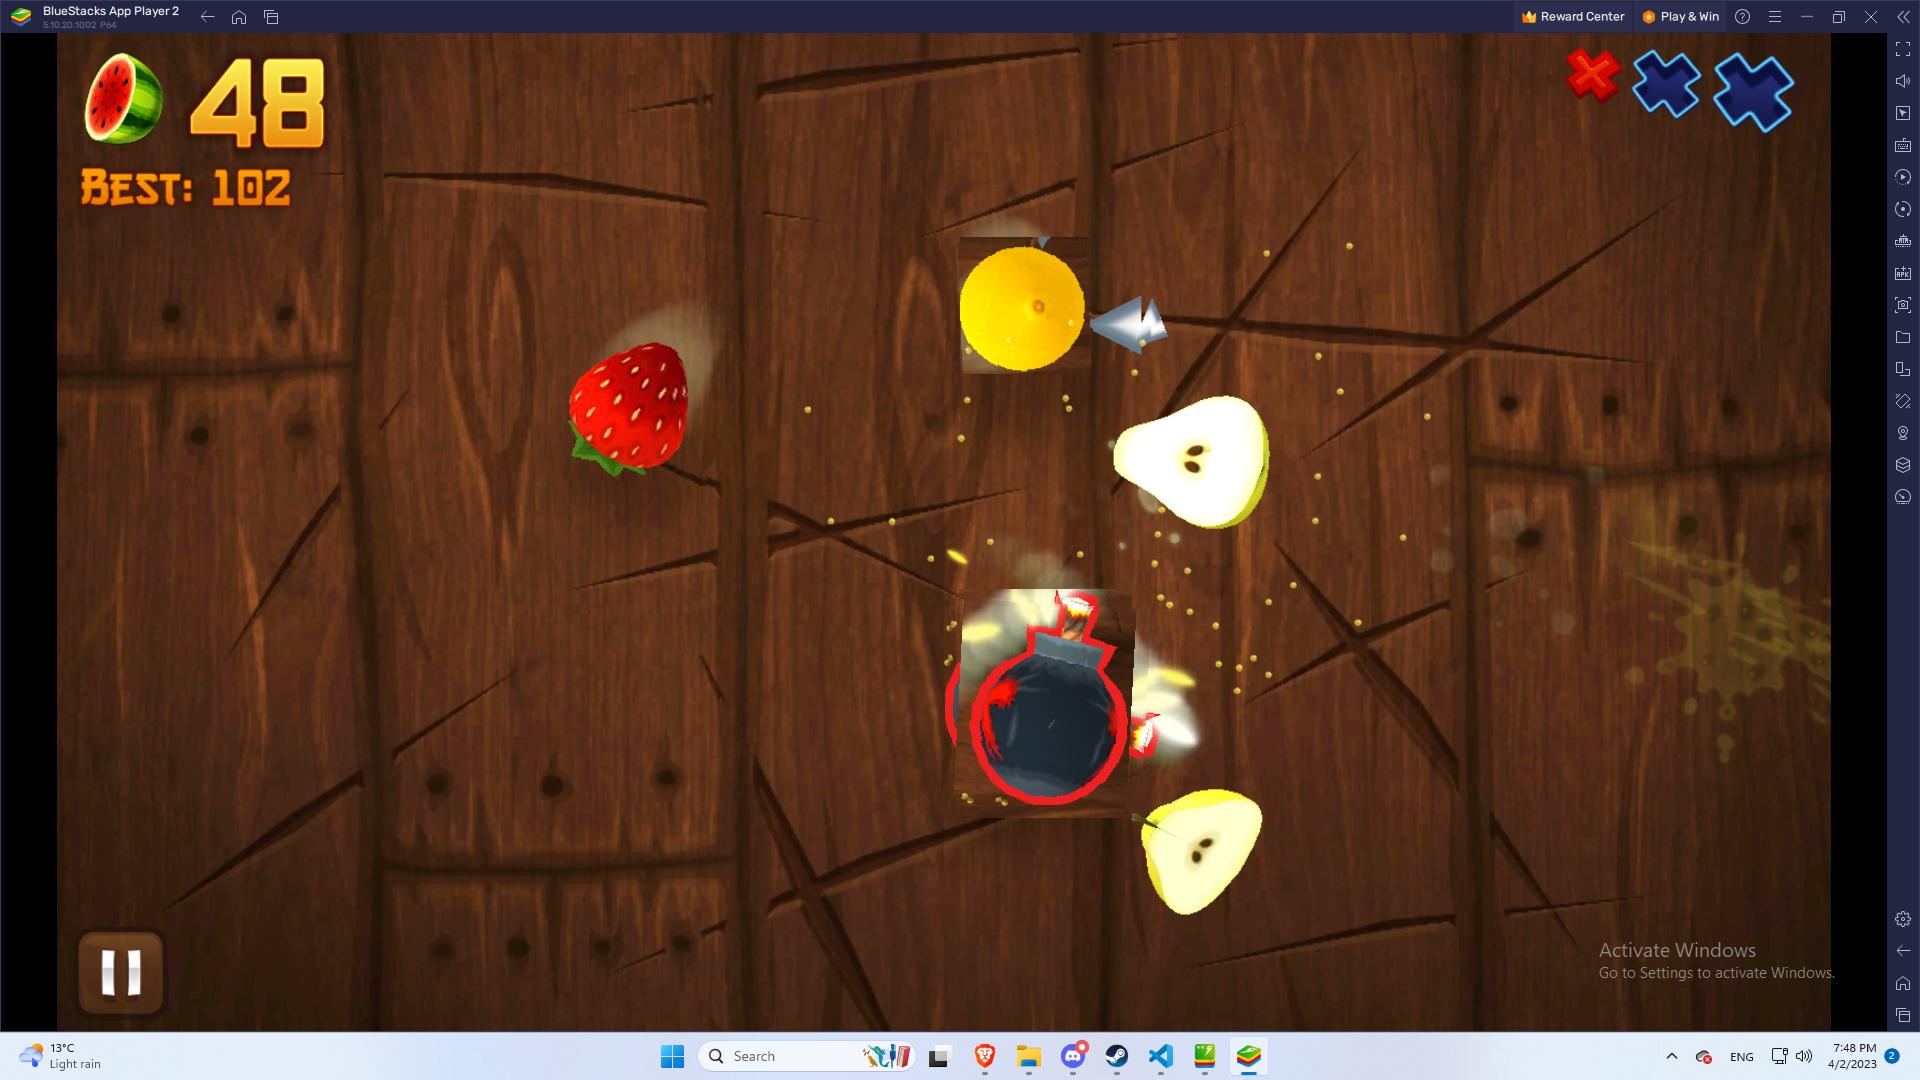 BlueStacks App Player 2
5.10.20.1002 P64
Reward Center
Play & Win
48
BEST: 102
APK
Activate Windows
Go to Settings to activate Windows.
13°C
Light rain
Search
ENG
7:48 PM
4/2/2023
2